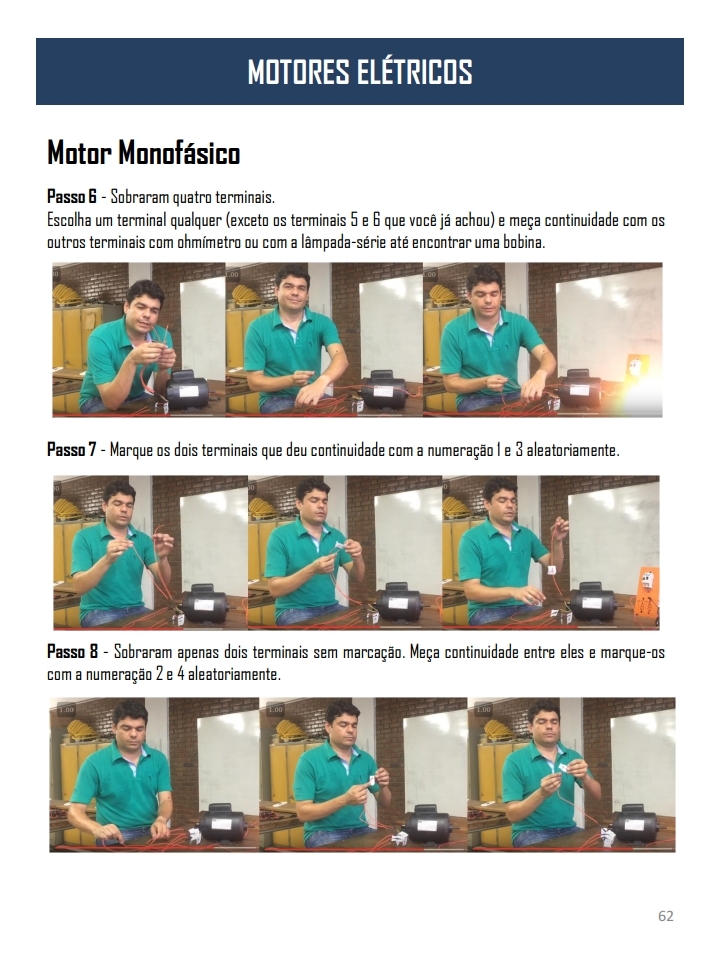 MOTORES ELÉTRICOS
Motor Monofásico
Passo 6 - Sobraram quatro terminais.
Escolha um terminal qualquer (exceto os terminais 5 e 6 que você já achou) e meça continuidade com os
outros terminais com ohmímetro ou com a lâmpada-série até encontrar uma bobina.
Passo 7 - Marque os dois terminais que deu continuidade com a numeração 1 e 3 aleatoriamente.
Passo 8 - Sobraram apenas dois terminais sem marcação. Meça continuidade entre eles e marque-os
com a numeração 2 e 4 aleatoriamente.
1.00
62